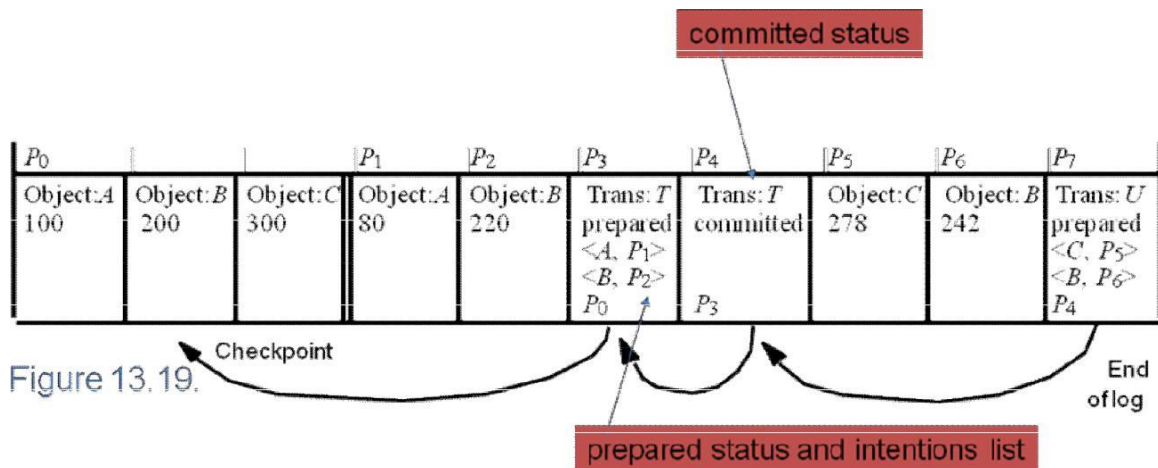 committed status
P0 P1 P2 P3 P4 P5 P6 P7
Object:A Object:B Object:C Object:A Object:B Trans:T Trans:T Object:C Object:B Trans:U
100 200 300 80 220 prepared committed 278 242 prepared
<A, P1> <C, P5>
<B, P2> <B, P6>
P0 P3 P4
Checkpoint
Figure 13.19.
End
of log
prepared status and intentions list